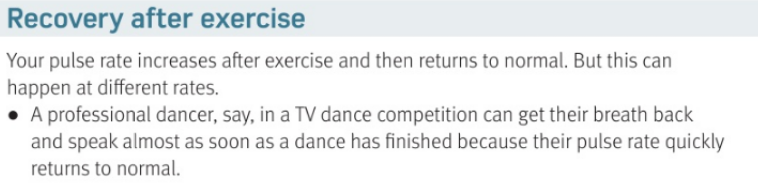 Recovery after exercise
Your pulse rate increases after exercise and then returns to normal. But this can
happen at different rates.
● A professional dancer, say, in a TV dance competition can get their breath back
and speak almost as soon as a dance has finished because their pulse rate quickly
returns to normal.